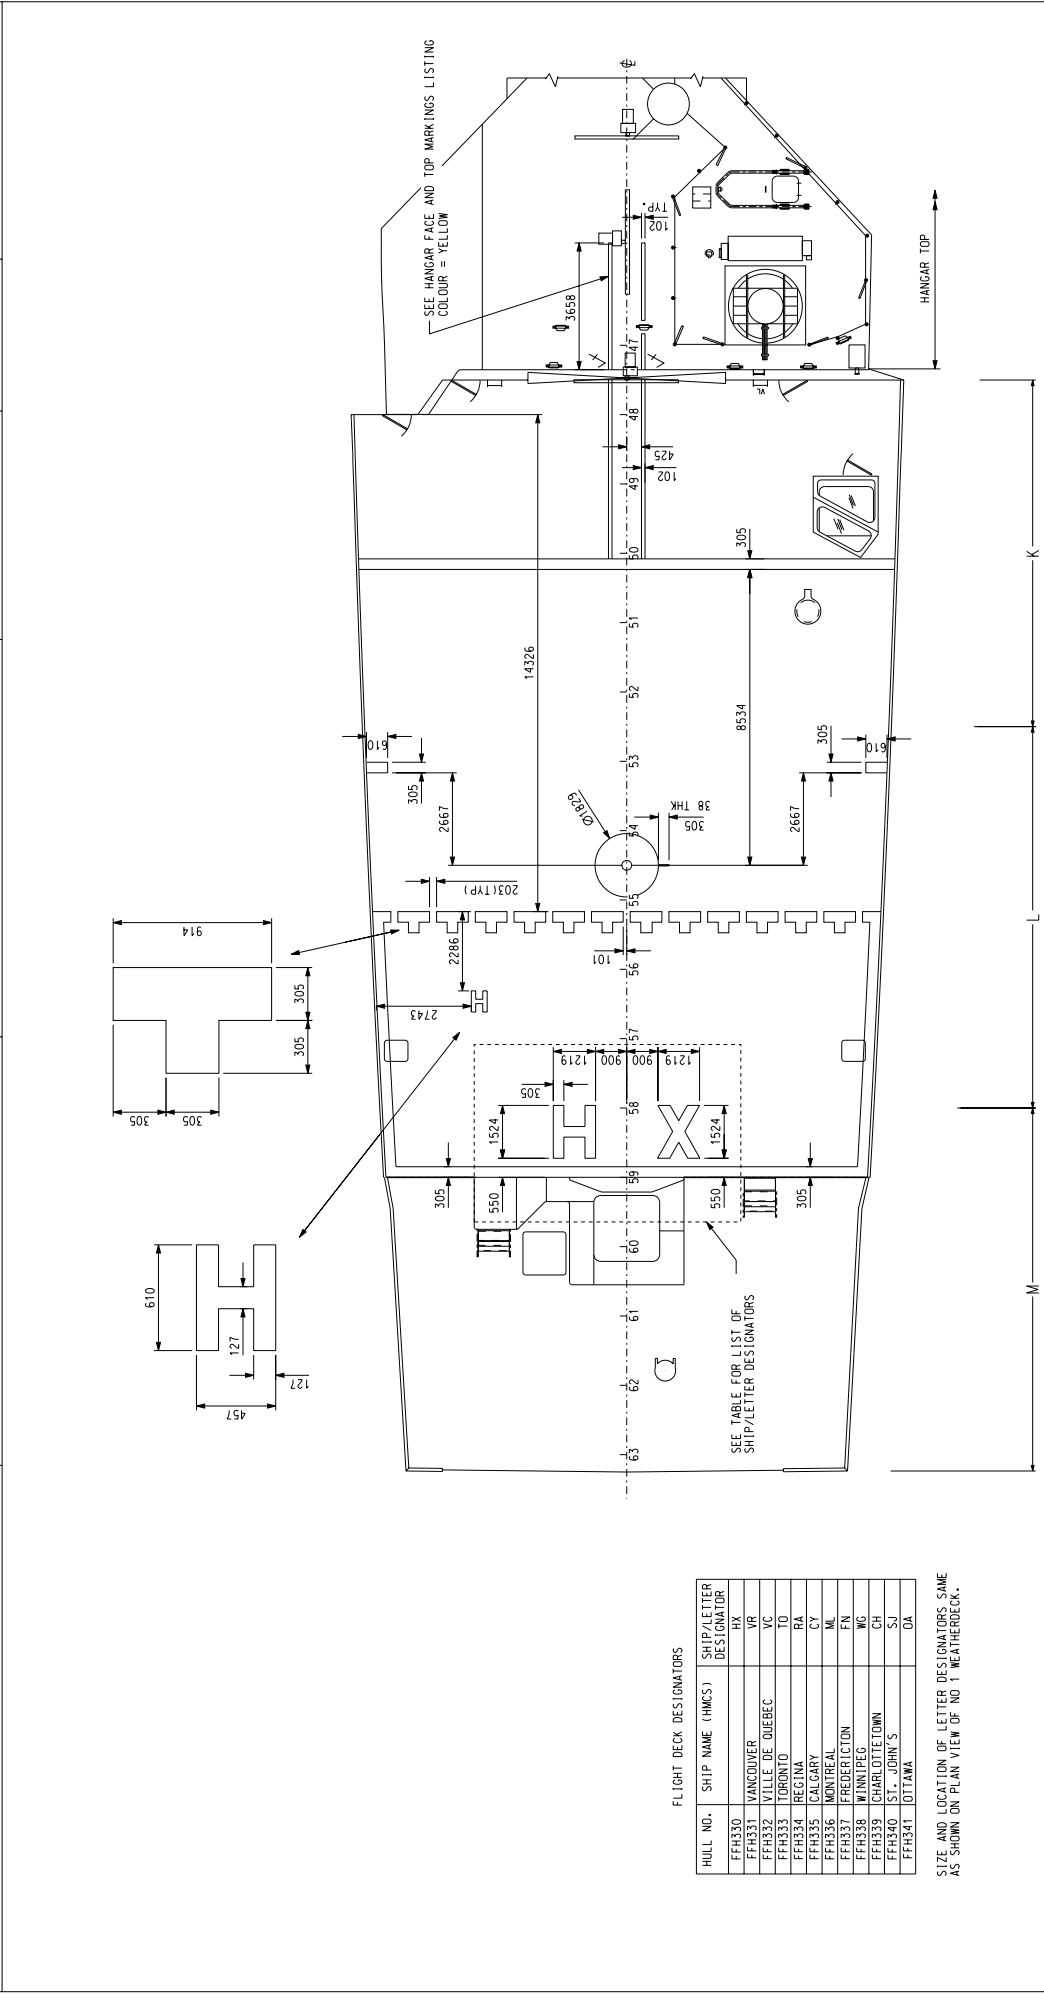 SEE HANGAR FACE AND TOP MARKINGS LISTING
COLOUR = YELLOW
3658
102
TYP.
HANGAR TOP
VL
47
48
49
50
51
52
53
54
55
56
57
58
59
60
61
62
63
425
102
305
14326
8534
610
305
2667
Ø1829
38 THK
305
305
610
2667
203(TYP)
2286
101
2743
914
305
305
305
305
1219
900
900
1219
305
1524
H
X
1524
H
305
550
550
305
610
127
127
457
SEE TABLE FOR LIST OF
SHIP/LETTER DESIGNATORS
K
L
M
FLIGHT DECK DESIGNATORS
HULL NO. SHIP NAME (HMCS) SHIP/LETTER DESIGNATOR
FFH330 HX
FFH331 VANCOUVER VR
FFH332 VILLE DE QUEBEC VC
FFH333 TORONTO TO
FFH334 REGINA RA
FFH335 CALGARY CY
FFH336 MONTREAL ML
FFH337 FREDERICTON FN
FFH338 WINNIPEG WG
FFH339 CHARLOTTETOWN CH
FFH340 ST. JOHN'S SJ
FFH341 OTTAWA OA
SIZE AND LOCATION OF LETTER DESIGNATORS SAME
AS SHOWN ON PLAN VIEW OF NO 1 WEATHERDECK.